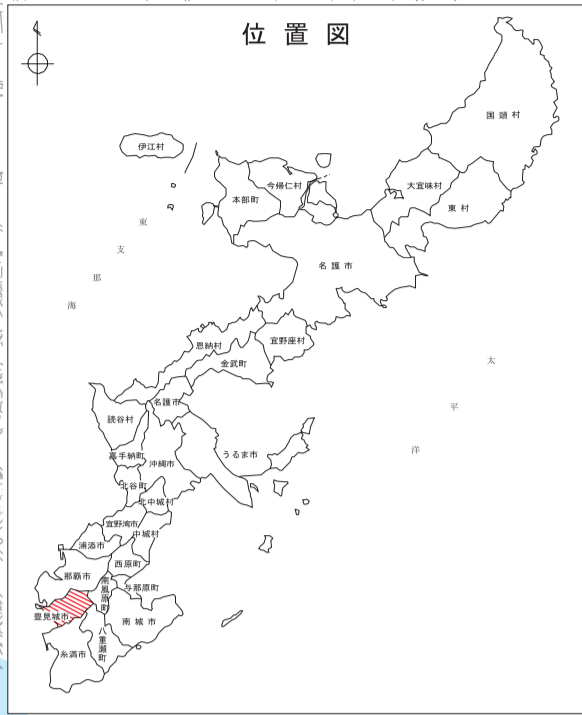 位置図
国頭村
伊江村
今帰仁村
大宜味村
本部町
東村
東支那海
名護市
恩納村
宜野座村
金武町
太平洋
名護市
読谷村
うるま市
嘉手納町
沖縄市
北谷町
北中城村
宜野湾市
中城村
浦添市
西原町
那覇市
南風原町
与那原町
豊見城市
南城市
八重瀬町
糸満市